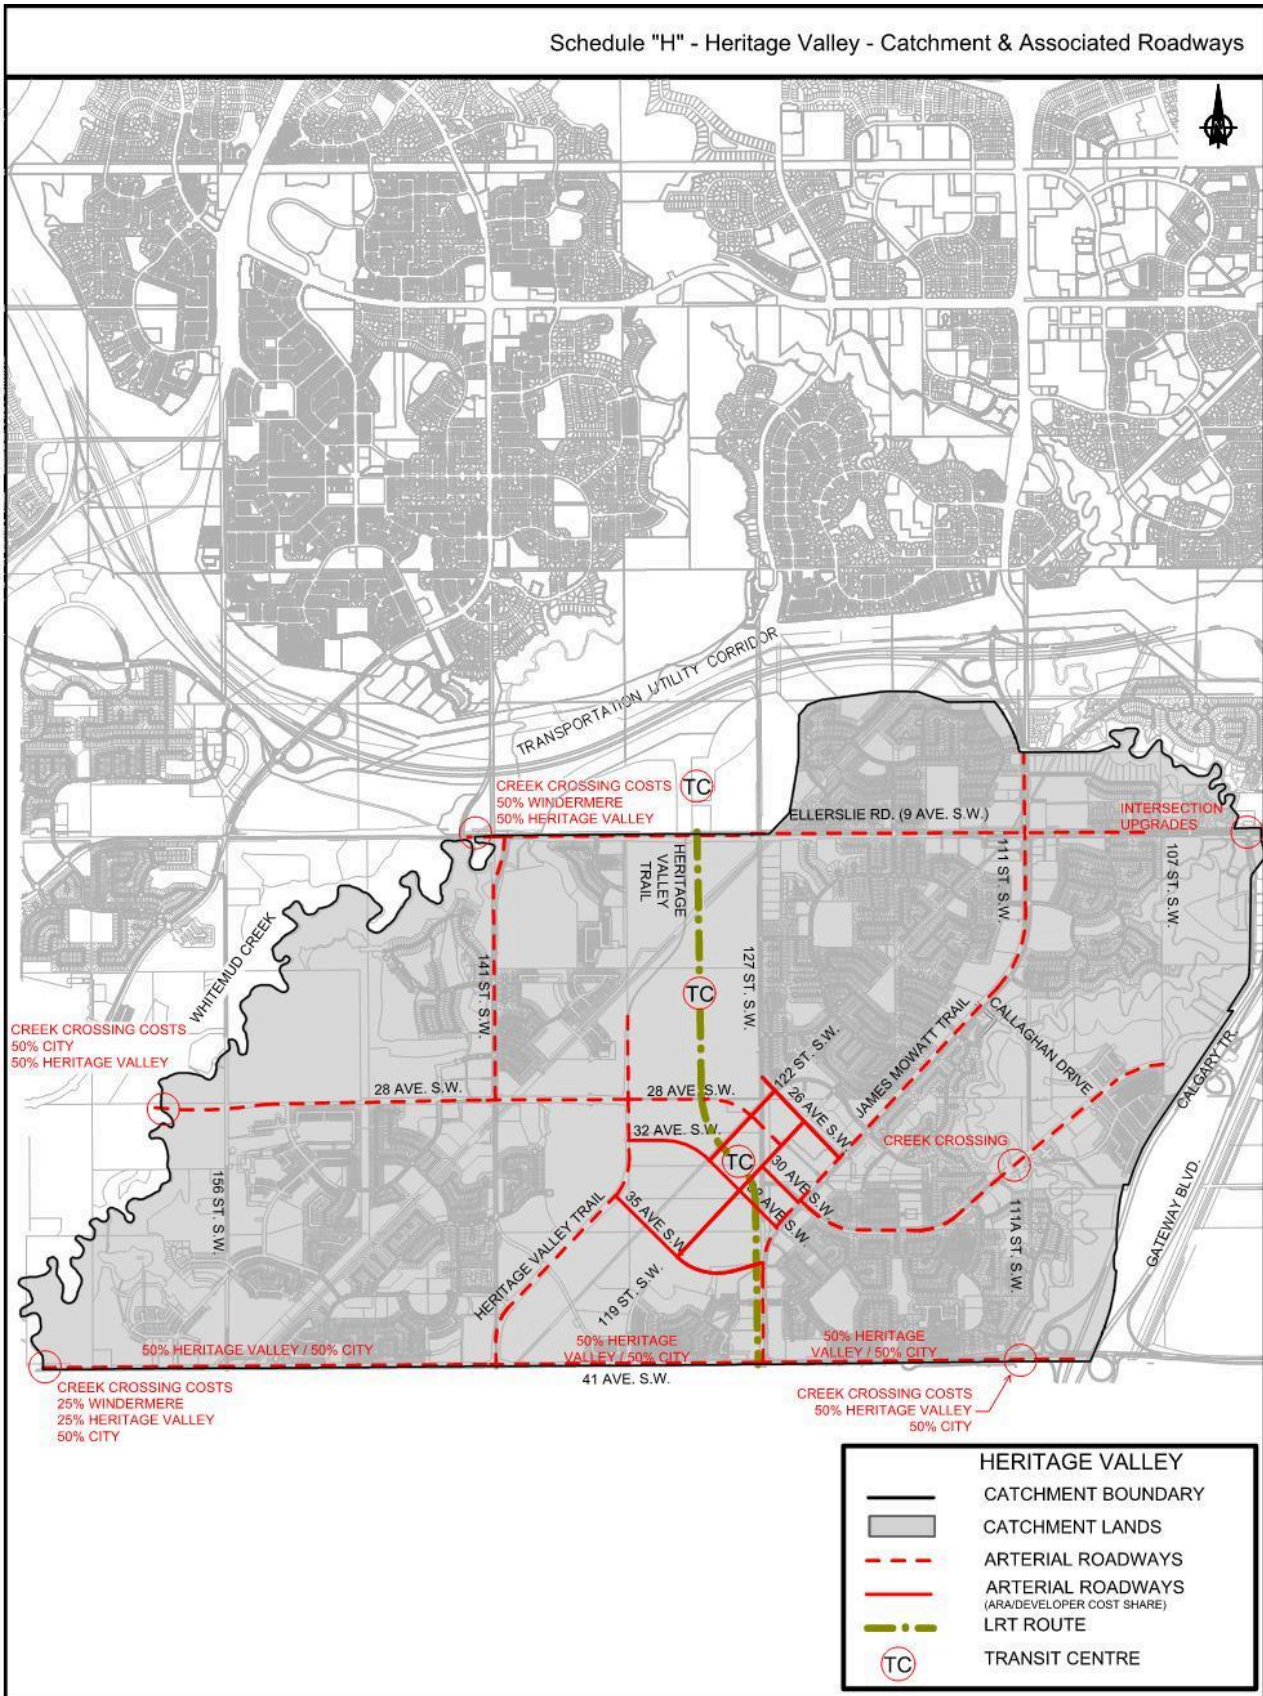 Schedule "H" - Heritage Valley - Catchment & Associated Roadways
N
TRANSPORTATION UTILITY CORRIDOR
CREEK CROSSING COSTS
50% WINDERMERE
50% HERITAGE VALLEY
TC
ELLERSLIE RD. (9 AVE. S.W.)
INTERSECTION
UPGRADES
HERITAGE
VALLEY
TRAIL
111 ST. S.W.
107 ST. S.W.
WHITEMUD CREEK
141 ST. S.W.
127 ST. S.W.
TC
CREEK CROSSING COSTS
50% CITY
50% HERITAGE VALLEY
JAMES MOWATT TRAIL
CALLAGHAN DRIVE
CALGARY TR.
28 AVE. S.W.
28 AVE. S.W.
122 ST. S.W.
26 AVE S.W.
32 AVE. S.W.
CREEK CROSSING
TC
30 AVE S.W.
156 ST. S.W.
35 AVE S.W.
32 AVE S.W.
HERITAGE VALLEY TRAIL
111A ST. S.W.
GATEWAY BLVD.
119 ST. S.W.
50% HERITAGE VALLEY / 50% CITY
50% HERITAGE
VALLEY / 50% CITY
50% HERITAGE
VALLEY / 50% CITY
41 AVE. S.W.
CREEK CROSSING COSTS
25% WINDERMERE
25% HERITAGE VALLEY
50% CITY
CREEK CROSSING COSTS
50% HERITAGE VALLEY
50% CITY
HERITAGE VALLEY
CATCHMENT BOUNDARY
CATCHMENT LANDS
ARTERIAL ROADWAYS
ARTERIAL ROADWAYS
(ARA/DEVELOPER COST SHARE)
LRT ROUTE
TC TRANSIT CENTRE